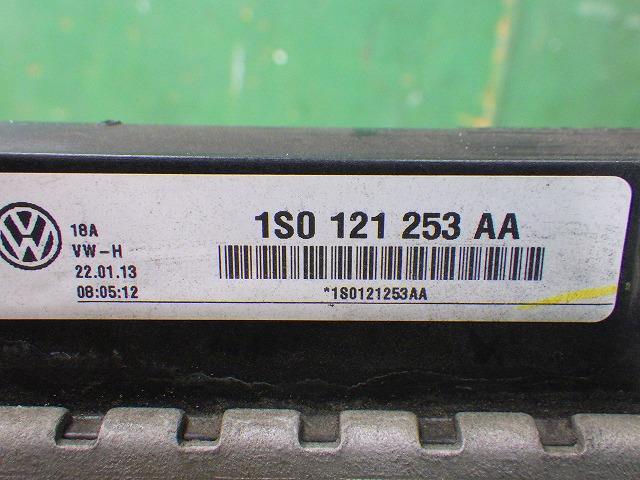 18A
VW-H
22.01.13
08:05:12
1S0 121 253 AA
*1S0121253AA